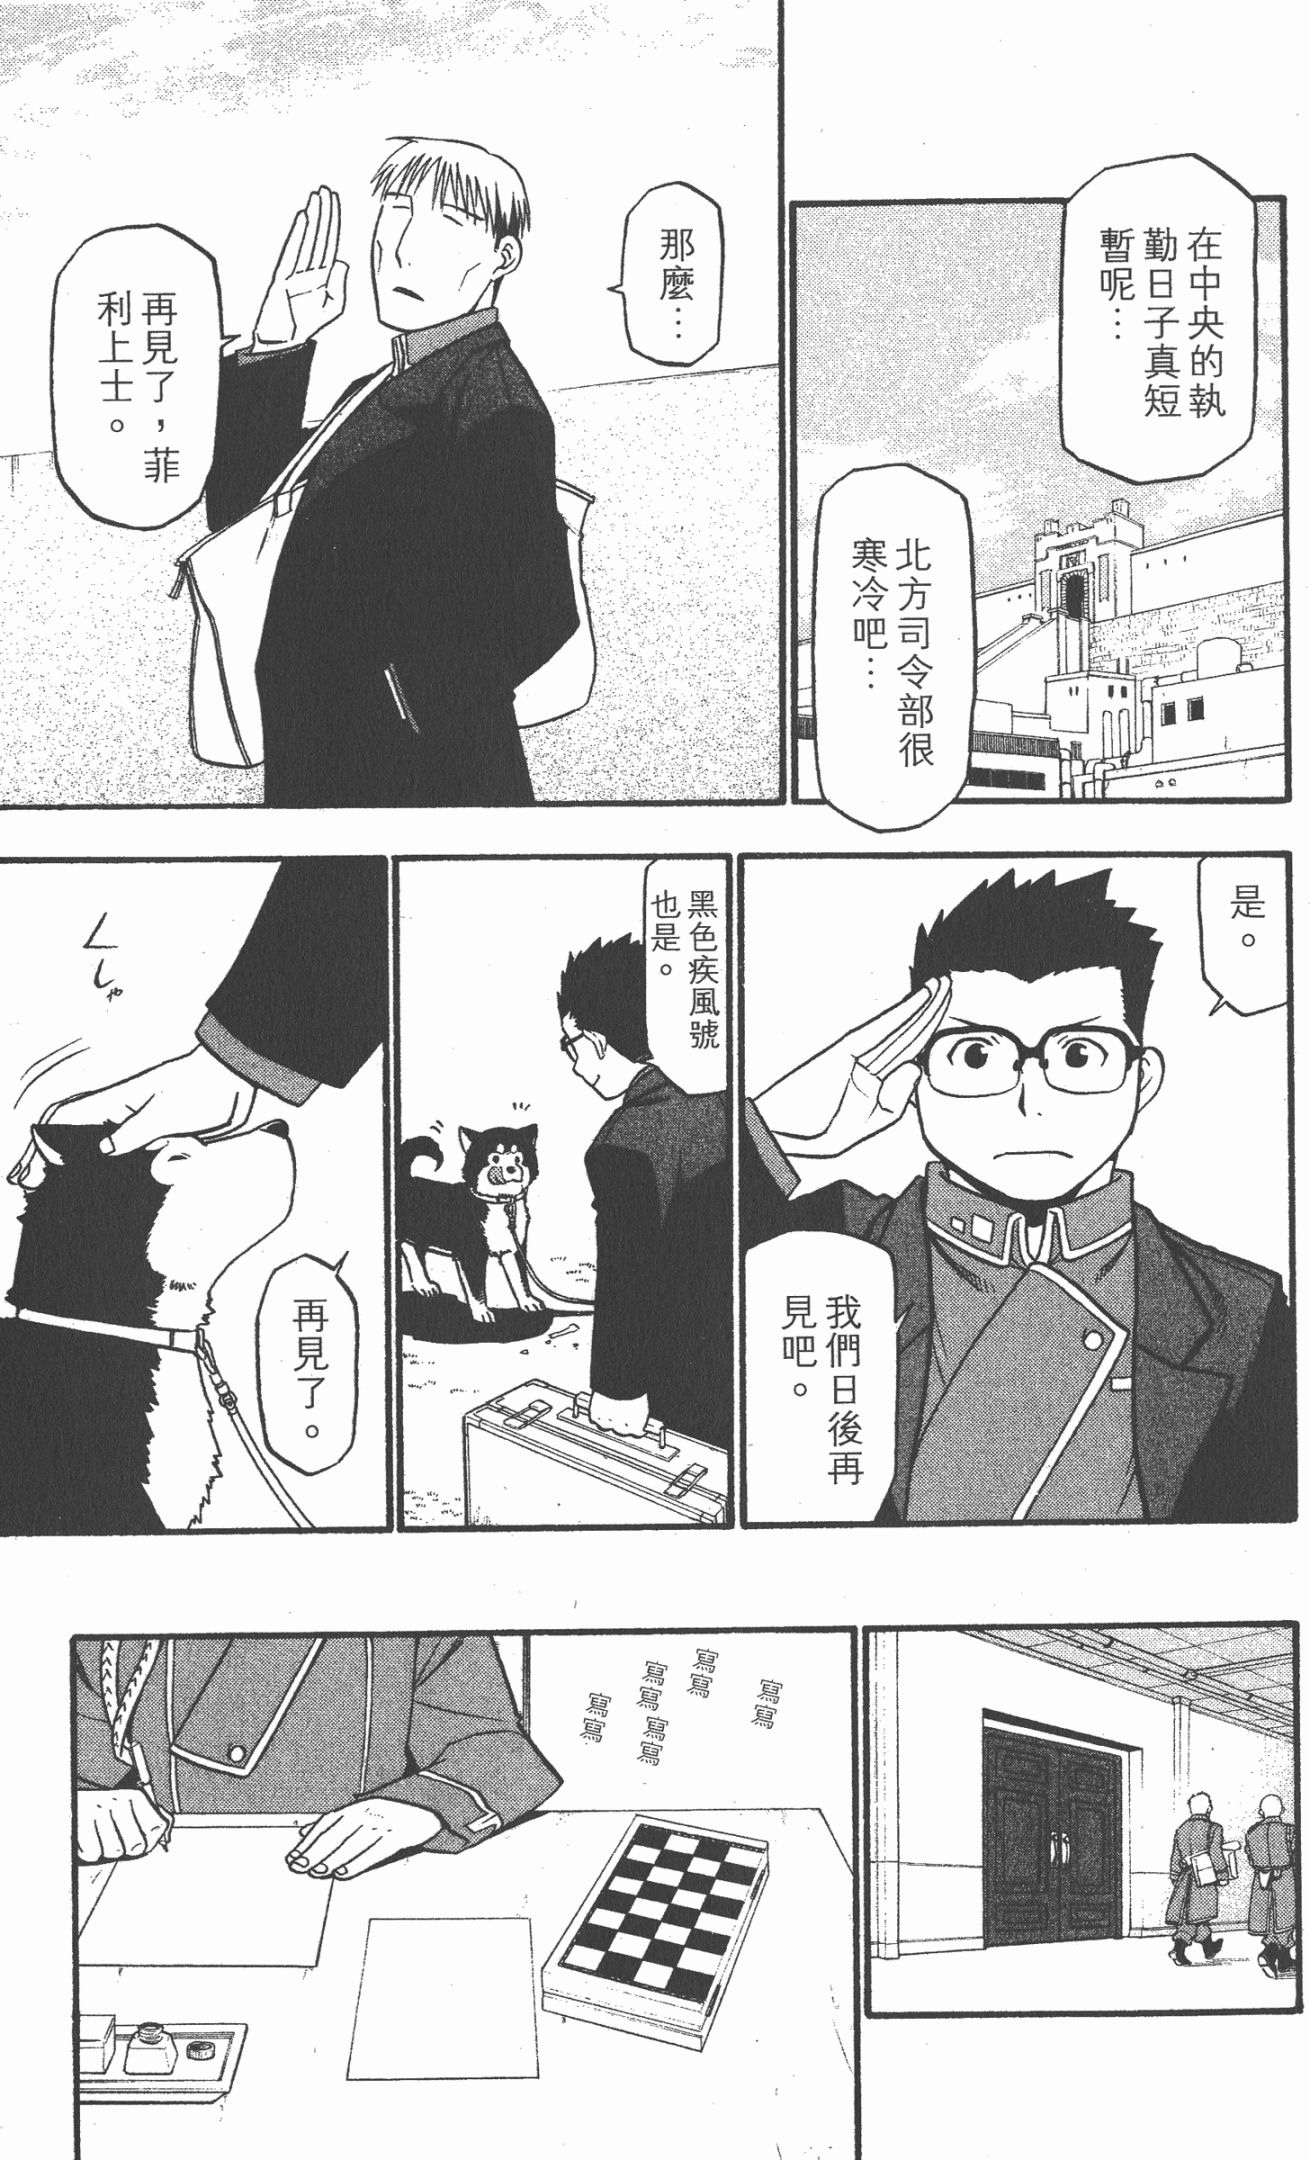 在中央的執
勤日子真短
暫呢…
北方司令部很
寒冷吧…
那麼…
再見了，菲
利上士。
是。
我們日後再
見吧。
黑色疾風號
也是。
くしゃ
再見了。
寫寫
寫寫
寫寫
寫寫
寫寫